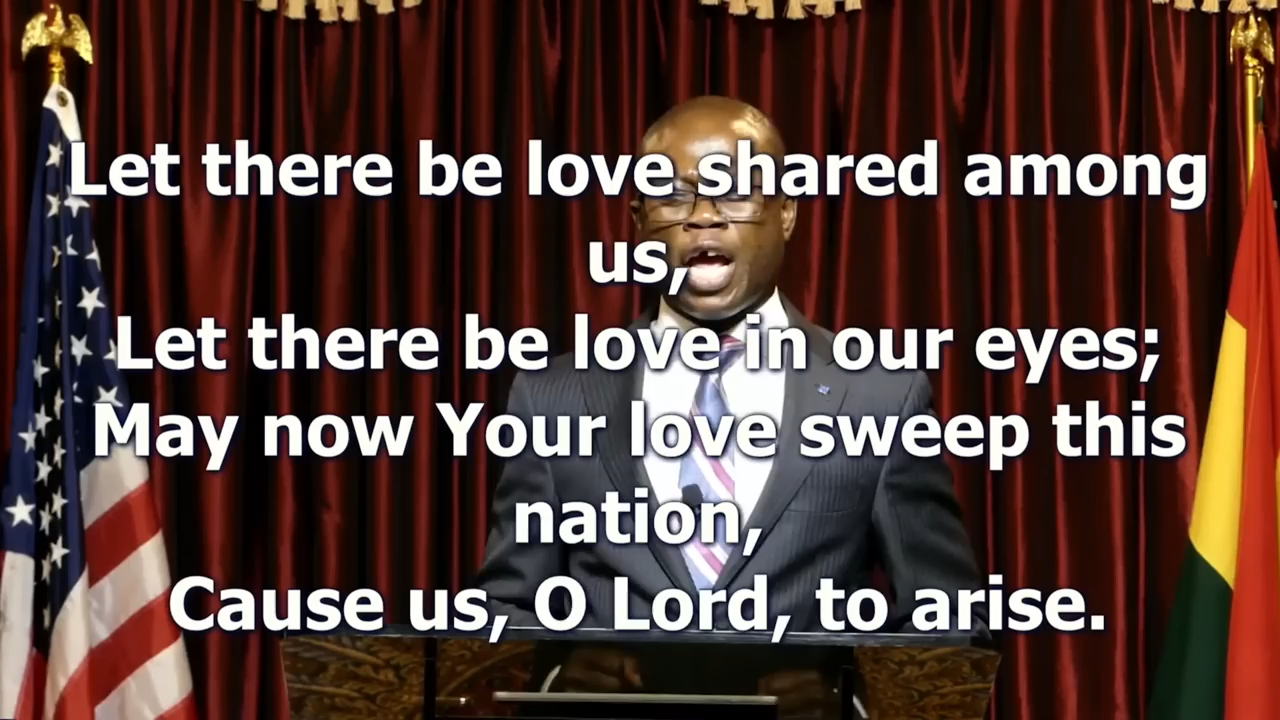 Let there be love shared among
us,
Let there be love in our eyes;
May now Your love sweep this
nation,
Cause us, O Lord, to arise.